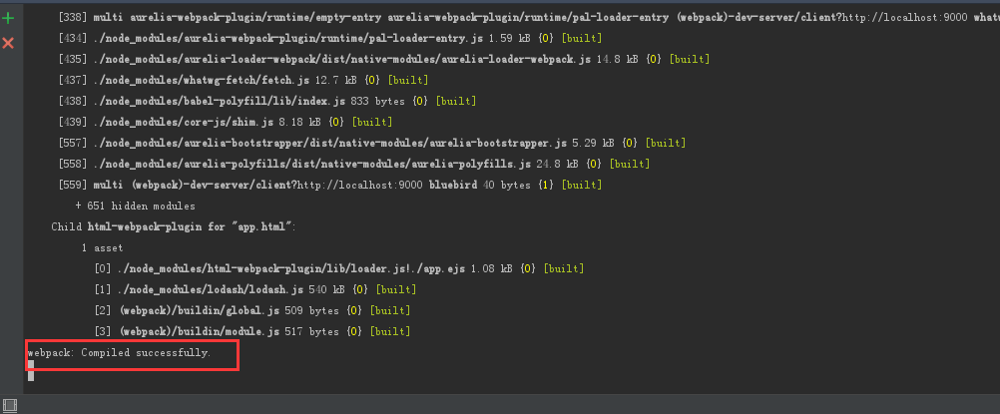 [338] multi aurelia-webpack-plugin/runtime/empty-entry aurelia-webpack-plugin/runtime/pal-loader-entry (webpack)-dev-server/client?http://localhost:9000 what
[434] ./node_modules/aurelia-webpack-plugin/runtime/pal-loader-entry.js 1.59 kB {0} [built]
[435] ./node_modules/aurelia-loader-webpack/dist/native-modules/aurelia-loader-webpack.js 14.8 kB {0} [built]
[437] ./node_modules/whatwg-fetch/fetch.js 12.7 kB {0} [built]
[438] ./node_modules/babel-polyfill/lib/index.js 833 bytes {0} [built]
[439] ./node_modules/core-js/shim.js 8.18 kB {0} [built]
[557] ./node_modules/aurelia-bootstrapper/dist/native-modules/aurelia-bootstrapper.js 5.29 kB {0} [built]
[558] ./node_modules/aurelia-polyfills/dist/native-modules/aurelia-polyfills.js 24.8 kB {0} [built]
[559] multi (webpack)-dev-server/client?http://localhost:9000 bluebird 40 bytes {1} [built]
+ 651 hidden modules
Child html-webpack-plugin for "app.html":
1 asset
[0] ./node_modules/html-webpack-plugin/lib/loader.js!./app.ejs 1.08 kB {0} [built]
[1] ./node_modules/lodash/lodash.js 540 kB {0} [built]
[2] (webpack)/buildin/global.js 509 bytes {0} [built]
[3] (webpack)/buildin/module.js 517 bytes {0} [built]
webpack: Compiled successfully.